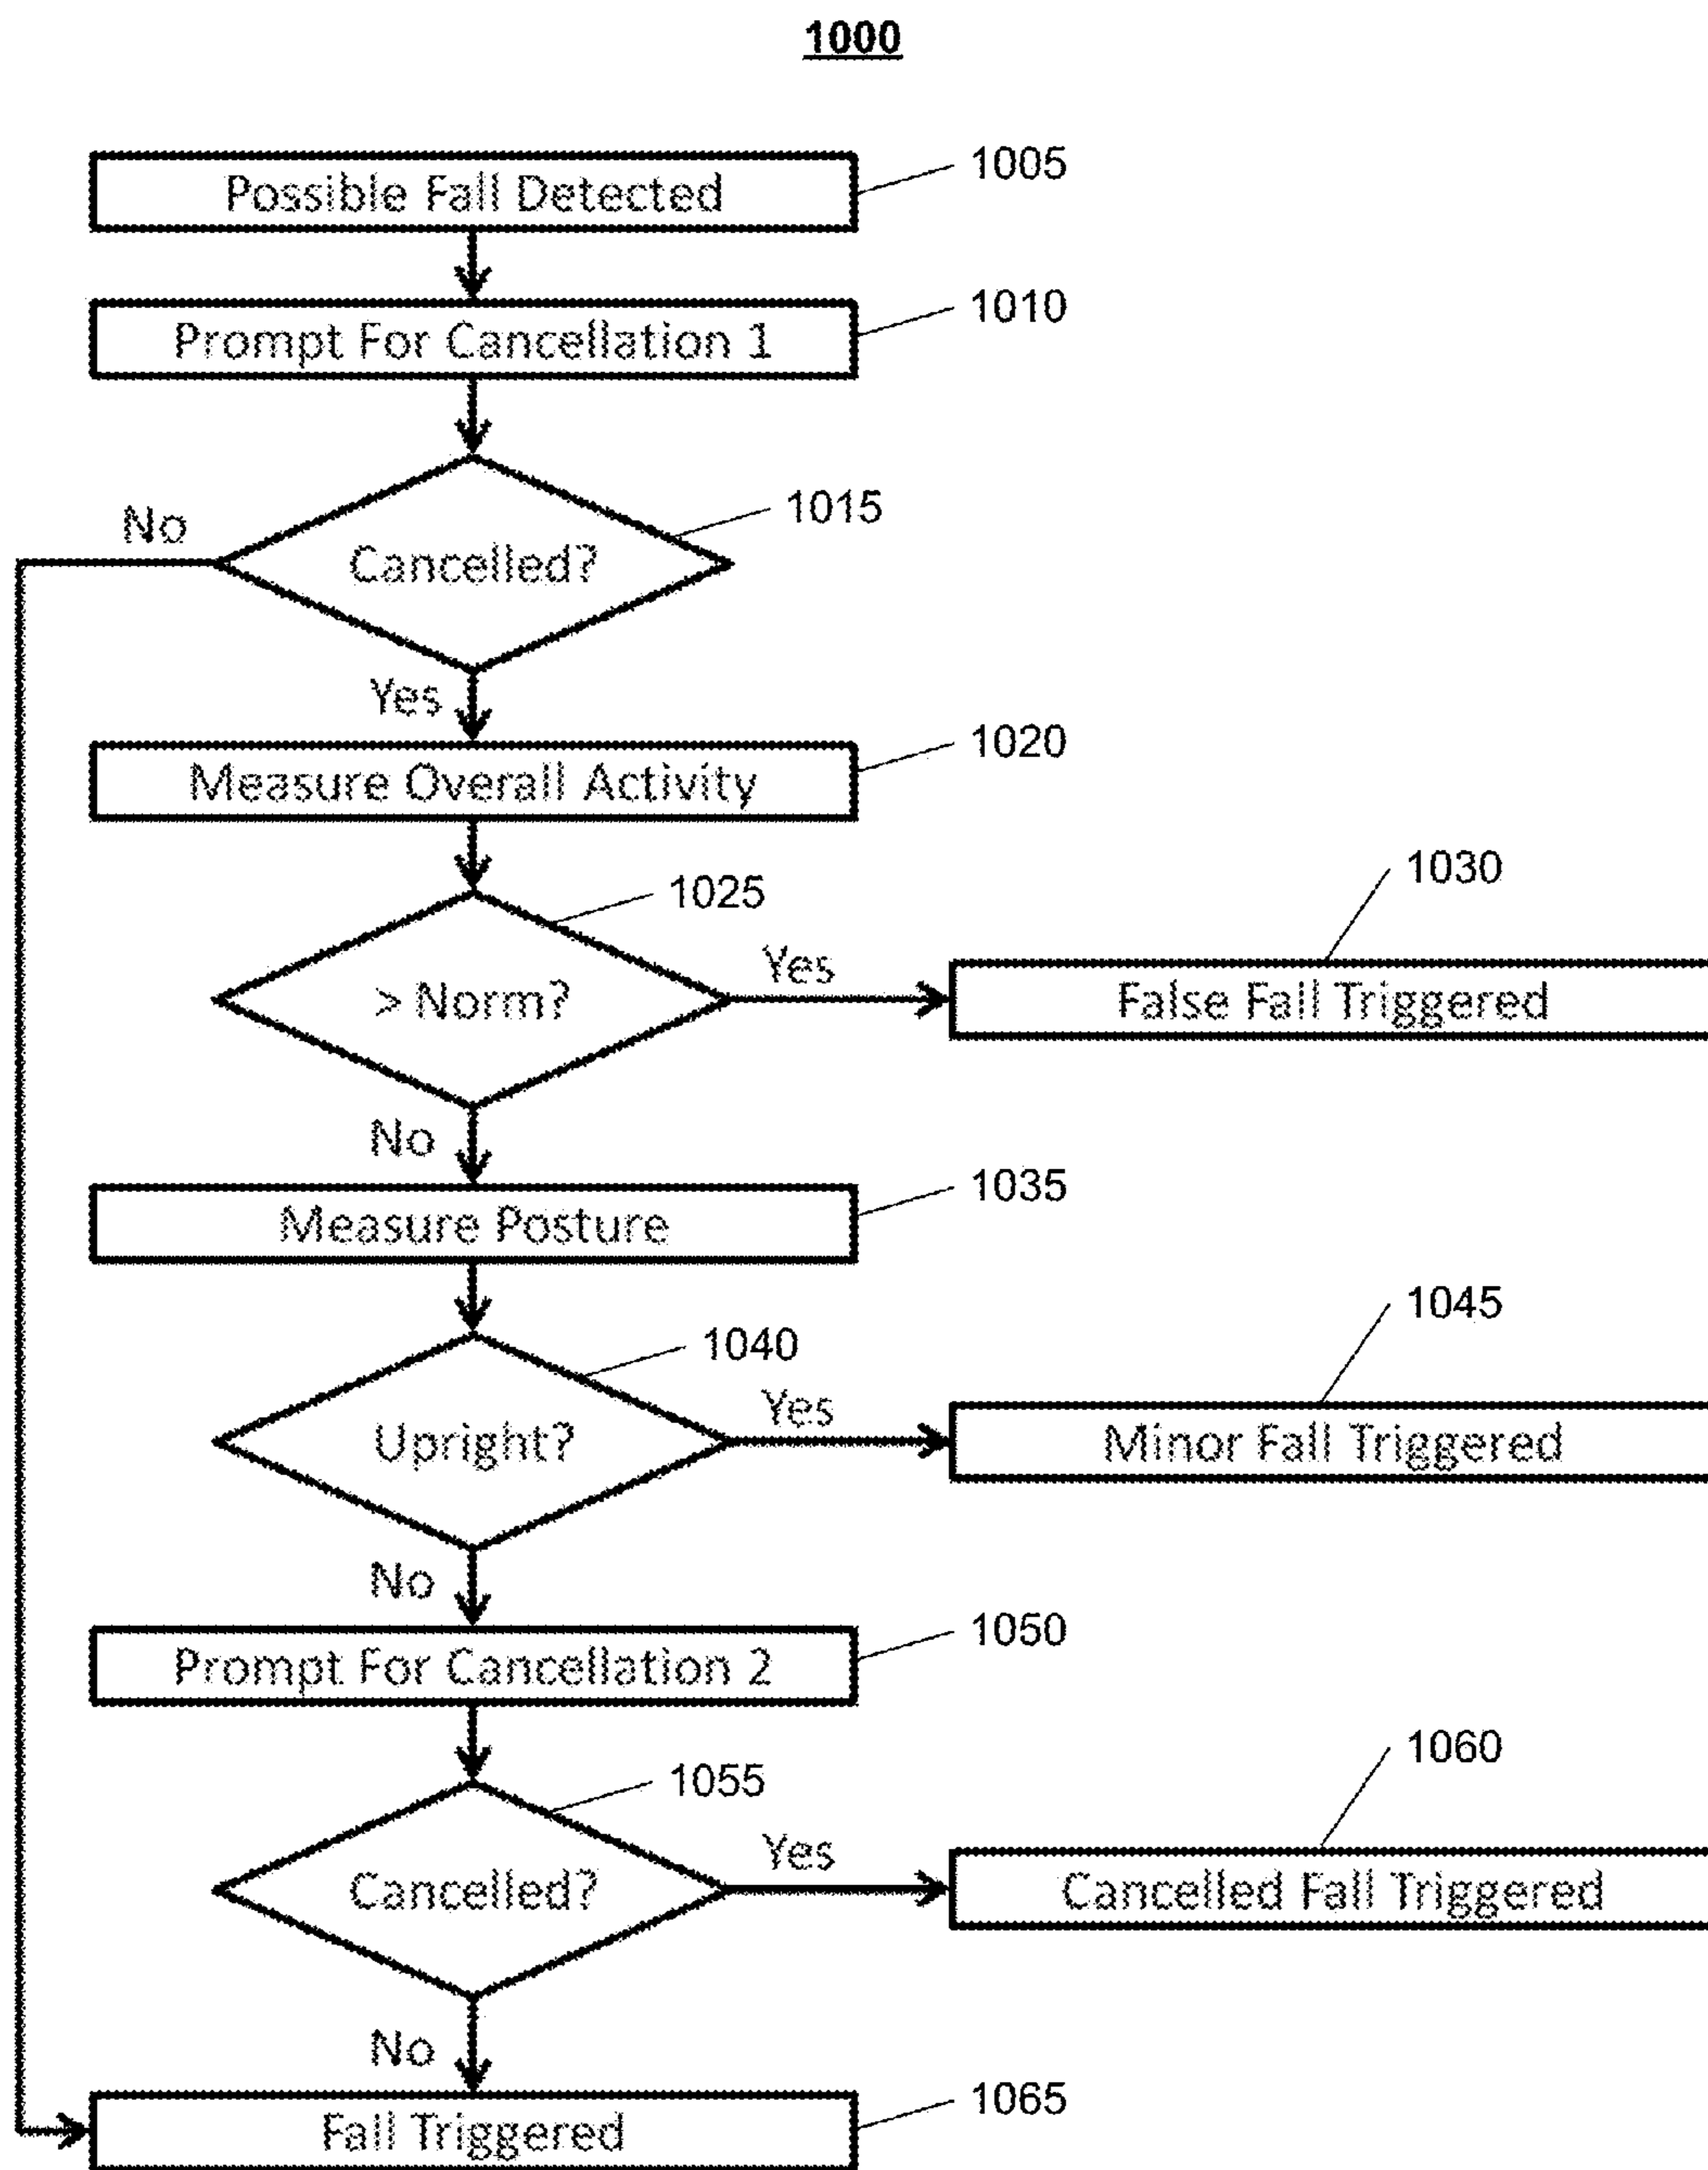 1000
Possible Fall Detected
1005
Prompt For Cancellation 1
1010
Cancelled?
1015
No
Yes
Measure Overall Activity
1020
> Norm?
1025
Yes
False Fall Triggered
1030
No
Measure Posture
1035
Upright?
1040
Yes
Minor Fall Triggered
1045
No
Prompt For Cancellation 2
1050
Cancelled?
1055
Yes
Cancelled Fall Triggered
1060
No
Fall Triggered
1065